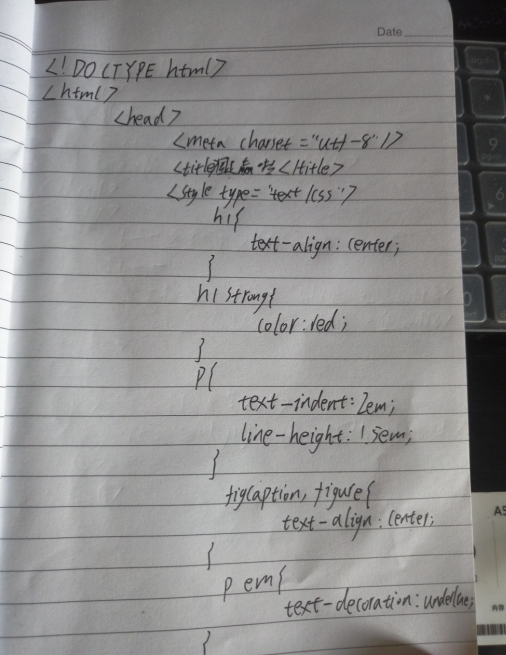 Date
<!DOCTYPE html>
<html>
<head>
<meta charset="utf-8"/>
<title></title>
<style type="text/css">
h1{
text-align: center;
}
h1 strong{
color: red;
}
p{
text-indent: 2em;
line-height: 1.5em;
}
figcaption, figure{
text-align: center;
}
p em{
text-decoration: underline;
}